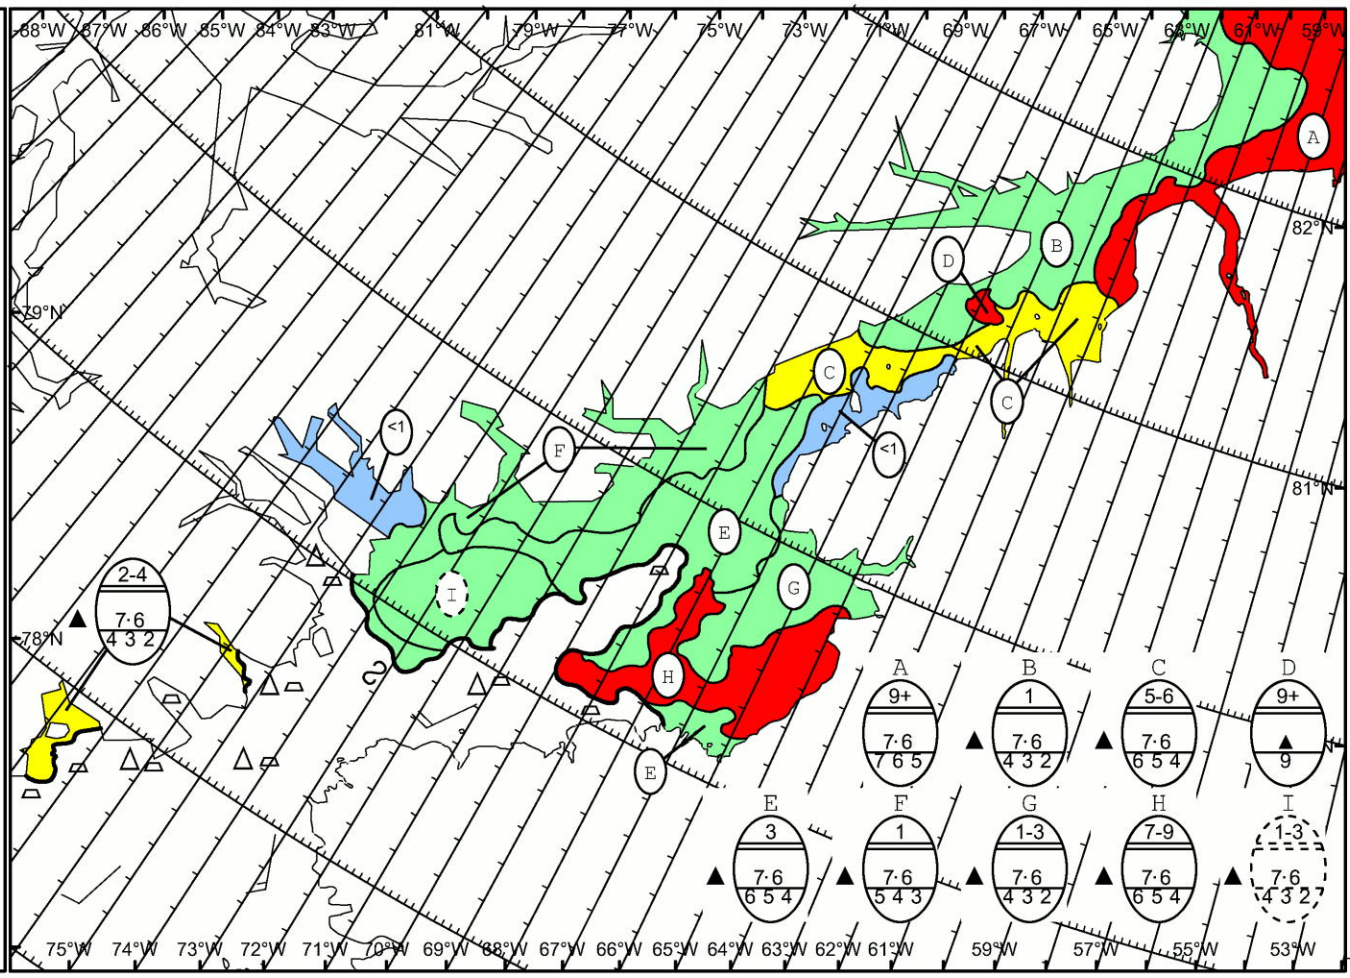 88°W 87°W 86°W 85°W 84°W 83°W 81°W 79°W 77°W 75°W 73°W 71°W 69°W 67°W 65°W 63°W 61°W 59°W
A
82°N
B
D
79°N
C
C
<1
<1
F
81°N
E
2-4
7·6
4 3 2
I
G
78°N
H
E
A B C D
9+ 1 5-6 9+
7·6 7·6 7·6
7 6 5 4 3 2 6 5 4 9
E F G H I
3 1 1-3 7-9 1-3
7·6 7·6 7·6 7·6 7·6
6 5 4 5 4 3 4 3 2 6 5 4 4 3 2
75°W 74°W 73°W 72°W 71°W 70°W 69°W 68°W 67°W 66°W 65°W 64°W 63°W 62°W 61°W 59°W 57°W 55°W 53°W